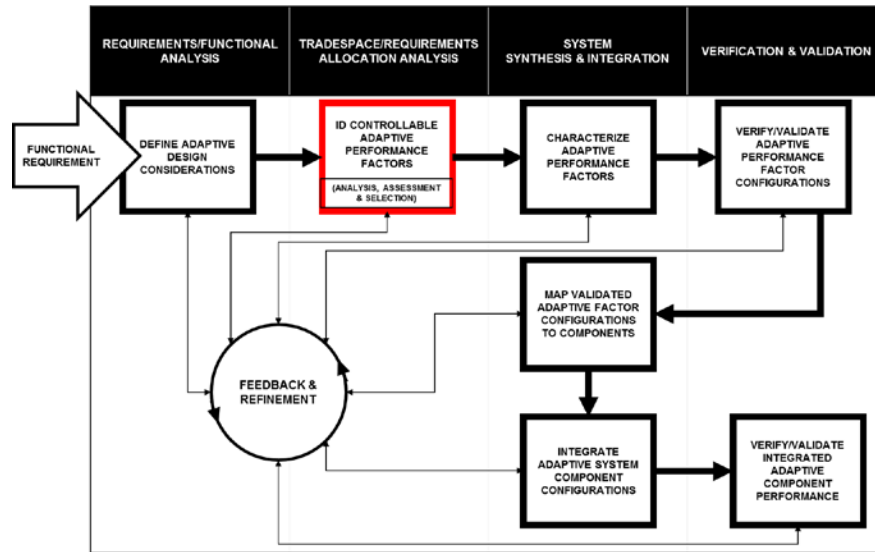 REQUIREMENTS/FUNCTIONAL
ANALYSIS
TRADESPACE/REQUIREMENTS
ALLOCATION ANALYSIS
SYSTEM
SYNTHESIS & INTEGRATION
VERIFICATION & VALIDATION
FUNCTIONAL
REQUIREMENT
DEFINE ADAPTIVE
DESIGN
CONSIDERATIONS
ID CONTROLLABLE
ADAPTIVE
PERFORMANCE
FACTORS
(ANALYSIS, ASSESSMENT
& SELECTION)
CHARACTERIZE
ADAPTIVE
PERFORMANCE
FACTORS
VERIFY/VALIDATE
ADAPTIVE
PERFORMANCE
FACTOR
CONFIGURATIONS
MAP VALIDATED
ADAPTIVE FACTOR
CONFIGURATIONS
TO COMPONENTS
FEEDBACK &
REFINEMENT
INTEGRATE
ADAPTIVE SYSTEM
COMPONENT
CONFIGURATIONS
VERIFY/VALIDATE
INTEGRATED
ADAPTIVE
COMPONENT
PERFORMANCE